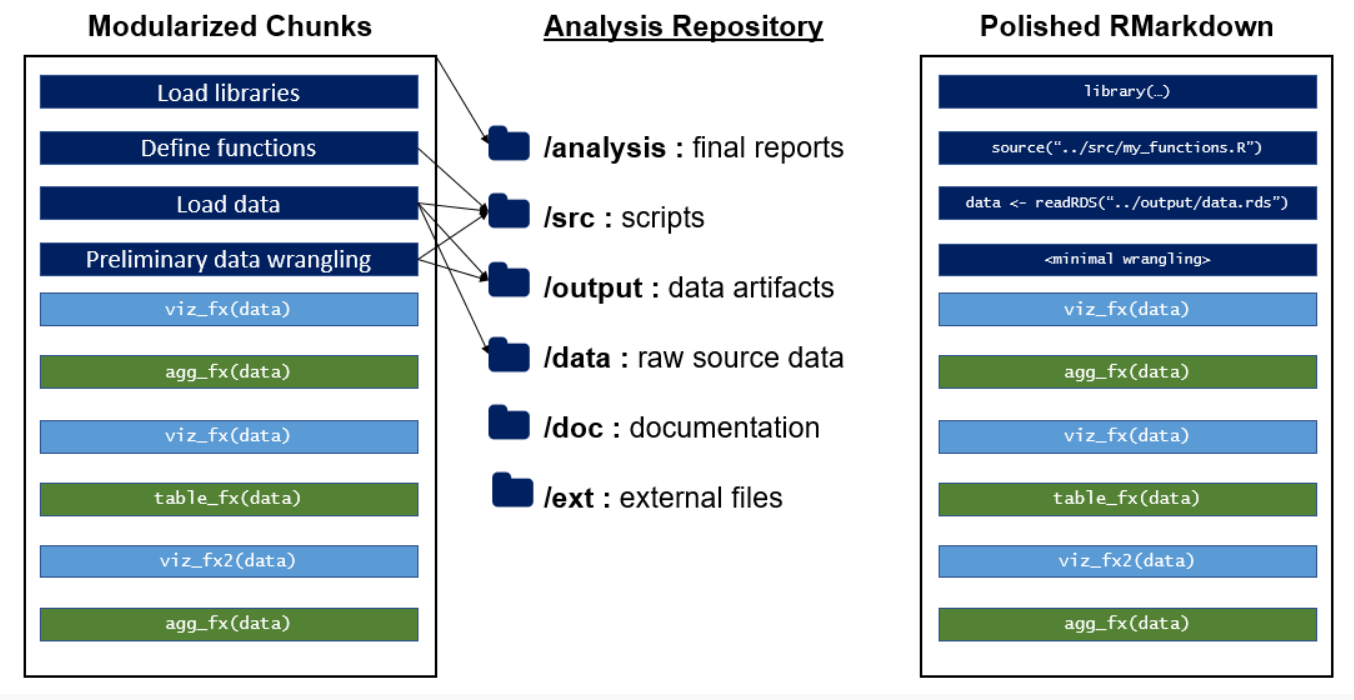 Modularized Chunks
Load libraries
Define functions
Load data
Preliminary data wrangling
viz_fx(data)
agg_fx(data)
viz_fx(data)
table_fx(data)
viz_fx2(data)
agg_fx(data)
Analysis Repository
/analysis : final reports
/src : scripts
/output : data artifacts
/data : raw source data
/doc : documentation
/ext : external files
Polished RMarkdown
library(…)
source(“../src/my_functions.R”)
data <- readRDS(“../output/data.rds”)
<minimal wrangling>
viz_fx(data)
agg_fx(data)
viz_fx(data)
table_fx(data)
viz_fx2(data)
agg_fx(data)